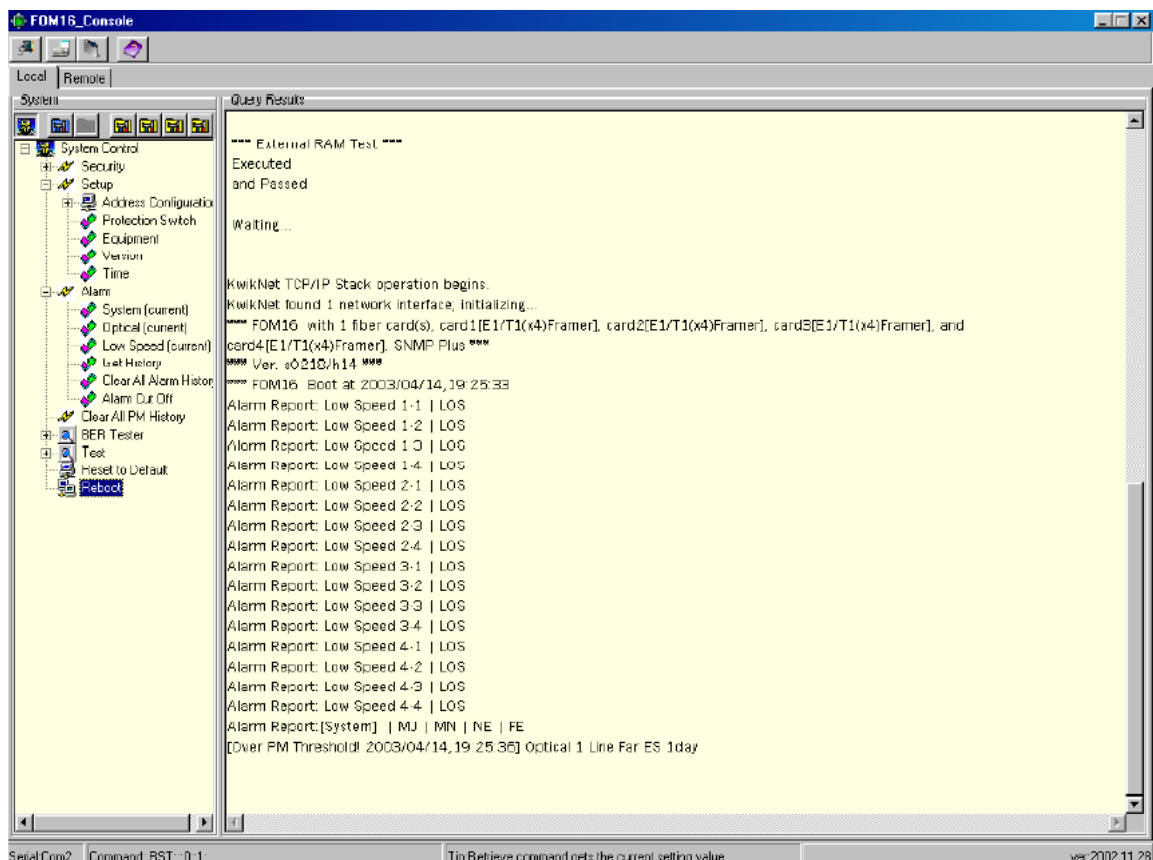 FOM16_Console
Local
Remote
System
Query Results
System Control
Security
Setup
Address Configuratio
Protection Switch
Equipment
Version
Time
Alarm
System (current)
Optical (current)
Low Speed (current)
Get History
Clear All Alarm Histor
Alarm Cut Off
Clear All PM History
BER Tester
Test
Reset to Default
Reboot
*** External RAM Test ***
Executed
and Passed
Waiting...
KwikNet TCP/IP Stack operation begins.
KwikNet found 1 network interface; initializing...
*** FOM16 with 1 fiber card(s), card1[E1/T1(x4)Framer], card2[E1/T1(x4)Framer], card3[E1/T1(x4)Framer], and
card4[E1/T1(x4)Framer]. SNMP Plus ***
*** Ver. s0218/h14 ***
*** FOM16 Boot at 2003/04/14,19:25:33
Alarm Report: Low Speed 1-1 | LOS
Alarm Report: Low Speed 1-2 | LOS
Alarm Report: Low Speed 1-3 | LOS
Alarm Report: Low Speed 1-4 | LOS
Alarm Report: Low Speed 2-1 | LOS
Alarm Report: Low Speed 2-2 | LOS
Alarm Report: Low Speed 2-3 | LOS
Alarm Report: Low Speed 2-4 | LOS
Alarm Report: Low Speed 3-1 | LOS
Alarm Report: Low Speed 3-2 | LOS
Alarm Report: Low Speed 3-3 | LOS
Alarm Report: Low Speed 3-4 | LOS
Alarm Report: Low Speed 4-1 | LOS
Alarm Report: Low Speed 4-2 | LOS
Alarm Report: Low Speed 4-3 | LOS
Alarm Report: Low Speed 4-4 | LOS
Alarm Report:[System] | MJ | MN | NE | FE
[Over PM Threshold! 2003/04/14,19:25:36] Optical 1 Line Far ES 1day
Serial:Com2
Command: RST:::0::1:
Tip:Retrieve command gets the current setting value.
ver:2002.11.28